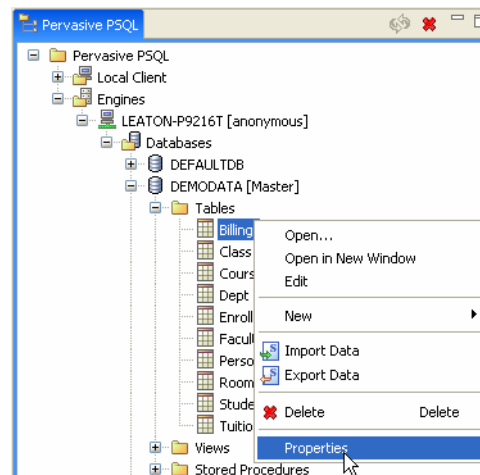 Pervasive PSQL
Pervasive PSQL
Local Client
Engines
LEATON-P9216T [anonymous]
Databases
DEFAULTDB
DEMODATA [Master]
Tables
Billing
Class
Cours
Dept
Enroll
Facul
Perso
Room
Stude
Tuitio
Views
Stored Procedures
Open...
Open in New Window
Edit
New
Import Data
Export Data
Delete Delete
Properties